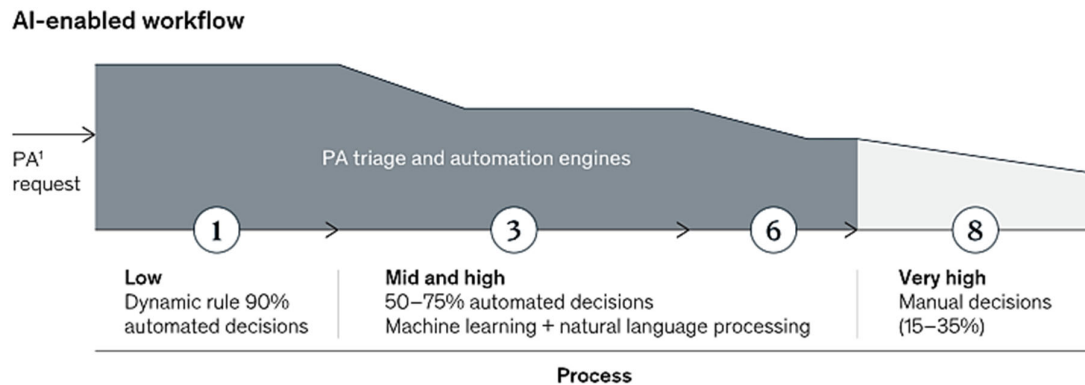 AI-enabled workflow
PA¹
request
PA triage and automation engines
1
3
6
8
Low
Dynamic rule 90%
automated decisions
Mid and high
50–75% automated decisions
Machine learning + natural language processing
Very high
Manual decisions
(15–35%)
Process